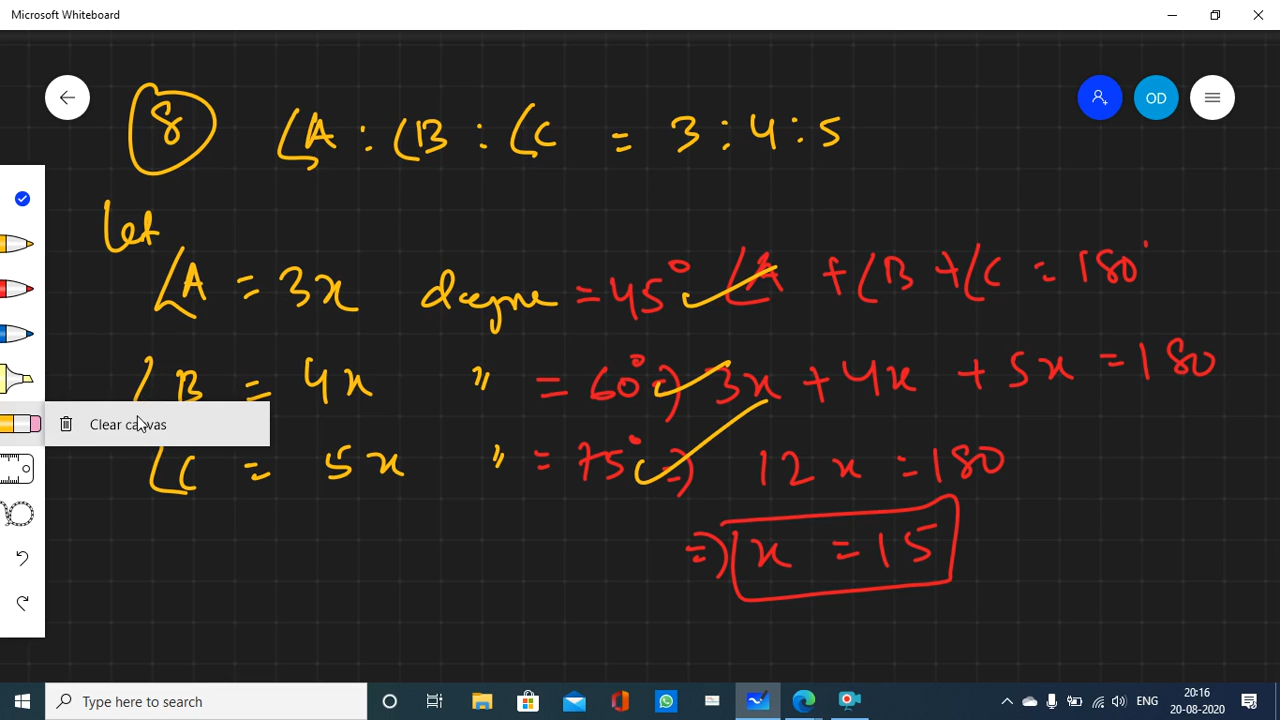 Microsoft Whiteboard
OD
8 ∠A : ∠B : ∠C = 3 : 4 : 5
let
∠A = 3x degree = 45° ∠A + ∠B + ∠C = 180°
∠B = 4x " = 60° ⇒ 3x + 4x + 5x = 180
Clear canvas
∠C = 5x " = 75° ⇒ 12x = 180
⇒ x = 15
Type here to search
ENG
20:16
20-08-2020